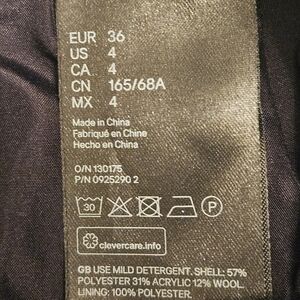 EUR 36
US 4
CA 4
CN 165/68A
MX 4
Made in China
Fabriqué en Chine
Hecho en China
O/N 130175
P/N 0925290 2
30 P
clevercare.info
GB USE MILD DETERGENT. SHELL: 57%
POLYESTER 31% ACRYLIC 12% WOOL.
LINING: 100% POLYESTER.